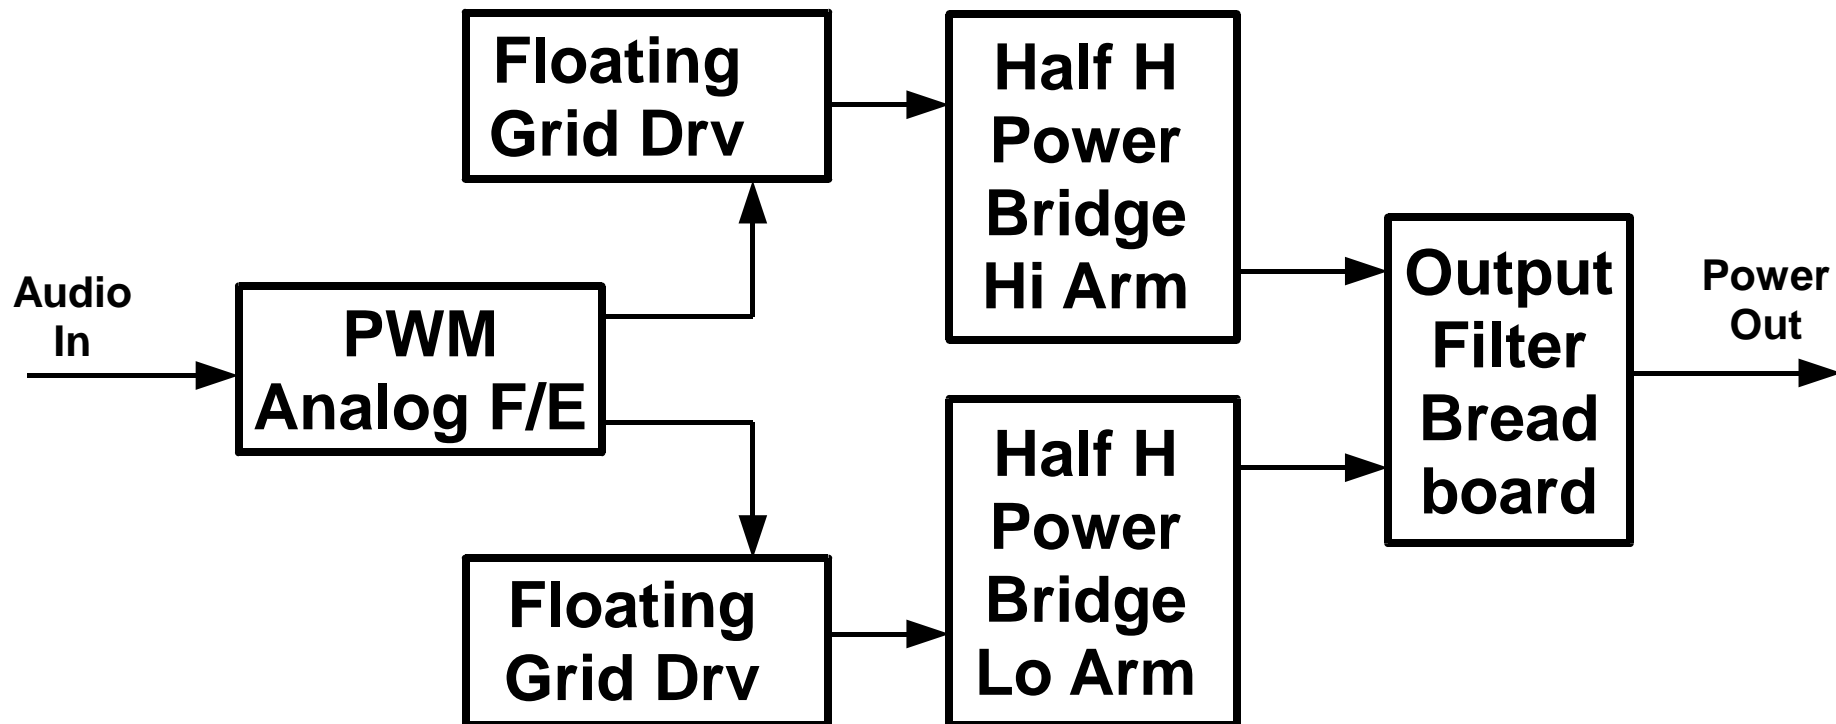 Floating
Grid Drv
Half H
Power
Bridge
Hi Arm
Audio
In
PWM
Analog F/E
Output
Filter
Bread
board
Power
Out
Floating
Grid Drv
Half H
Power
Bridge
Lo Arm